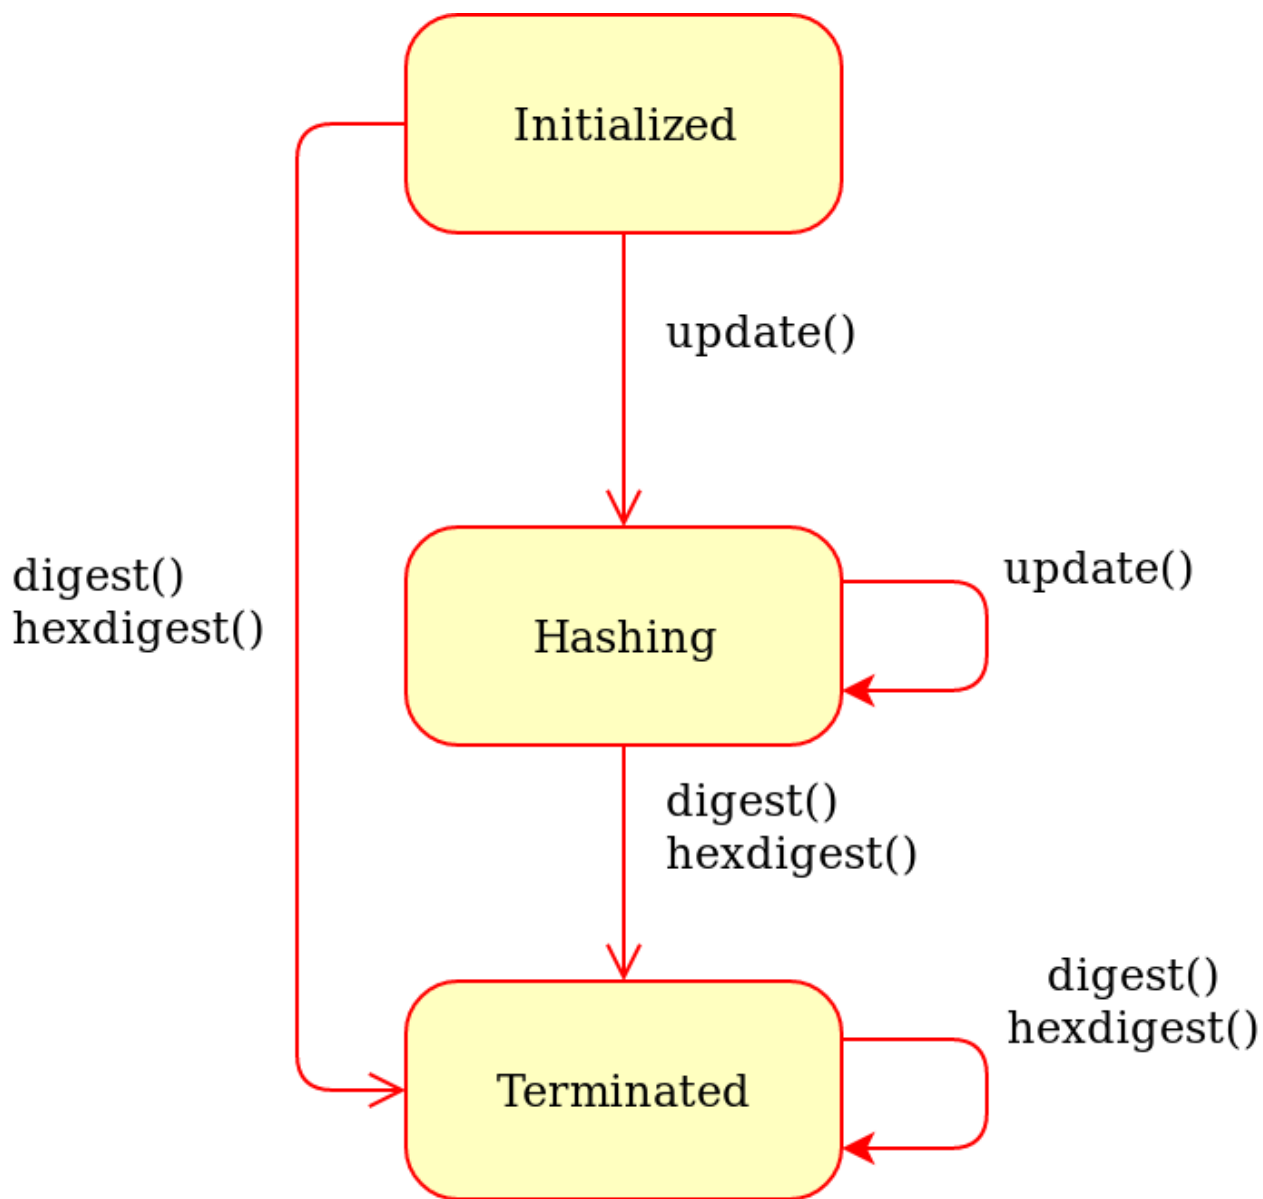 Initialized
update()
digest()
hexdigest()
Hashing
update()
digest()
hexdigest()
Terminated
digest()
hexdigest()